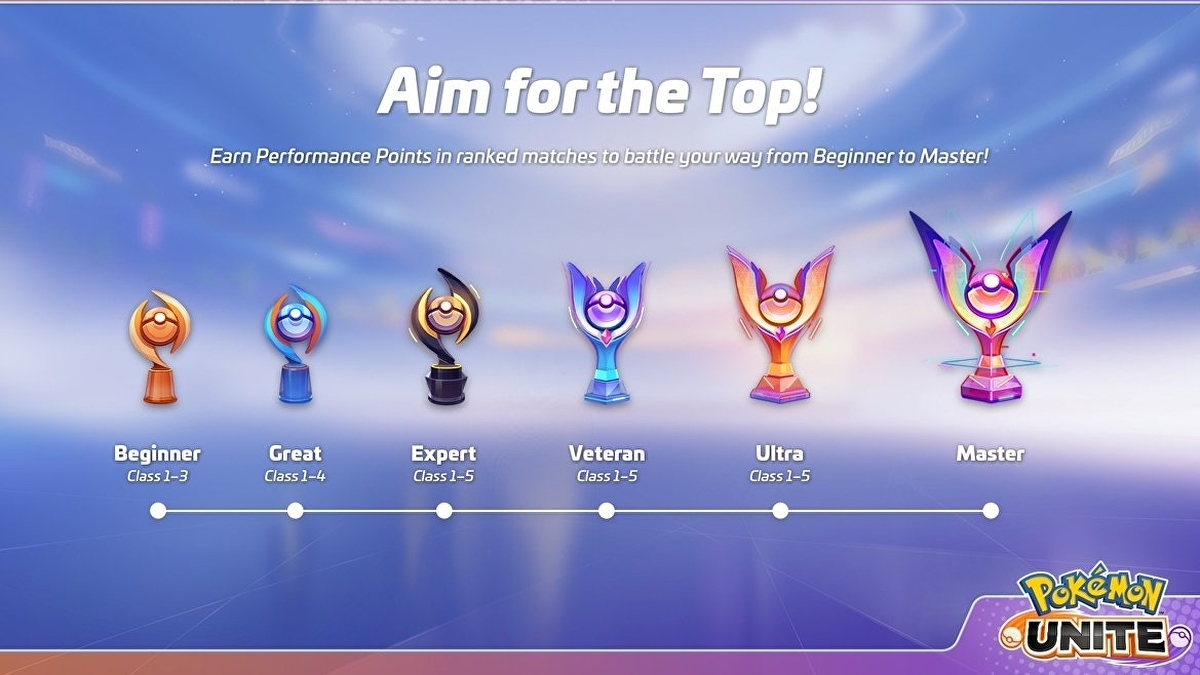 Aim for the Top!
Earn Performance Points in ranked matches to battle your way from Beginner to Master!
Beginner
Class 1–3
Great
Class 1–4
Expert
Class 1–5
Veteran
Class 1–5
Ultra
Class 1–5
Master
POKÉMON
UNITE